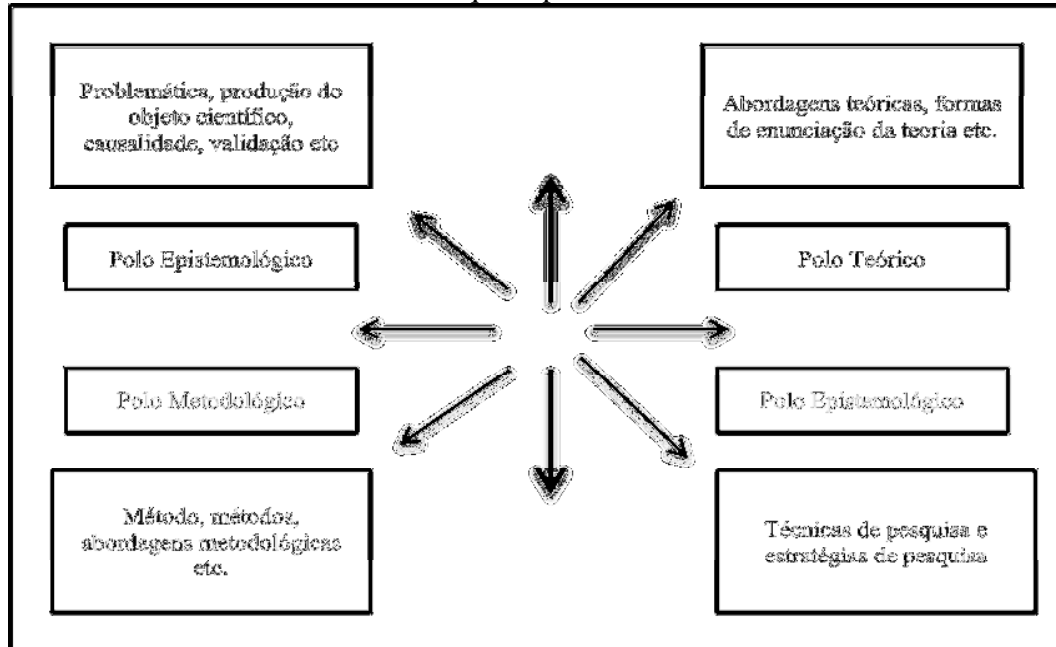 Problemática, produção do
objeto científico,
causalidade, validação etc
Abordagens teóricas, formas
de enunciação da teoria etc.
Polo Epistemológico
Polo Teórico
Polo Metodológico
Polo Epistemológico
Método, métodos,
abordagens metodológicas
etc.
Técnicas de pesquisa e
estratégias de pesquisa